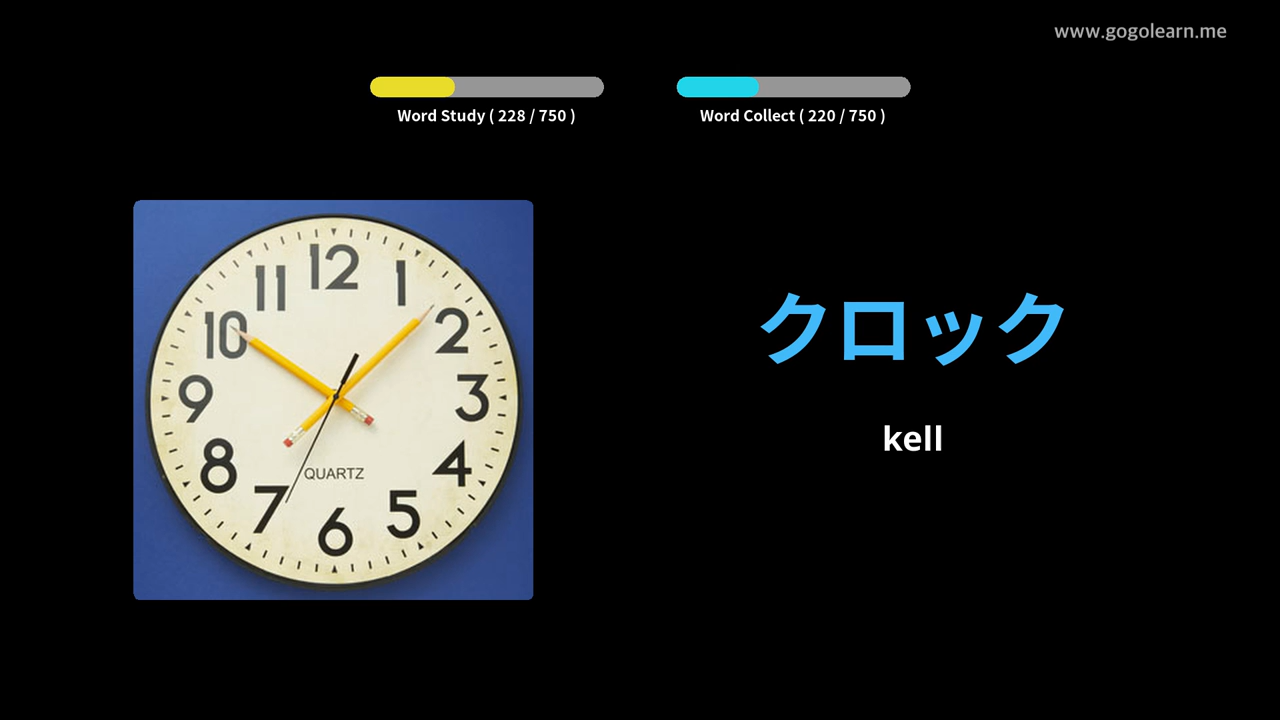 www.gogolearn.me
Word Study ( 228 / 750 )
Word Collect ( 220 / 750 )
12
11
1
10
2
9
3
8
4
7
5
6
QUARTZ
クロック
kell